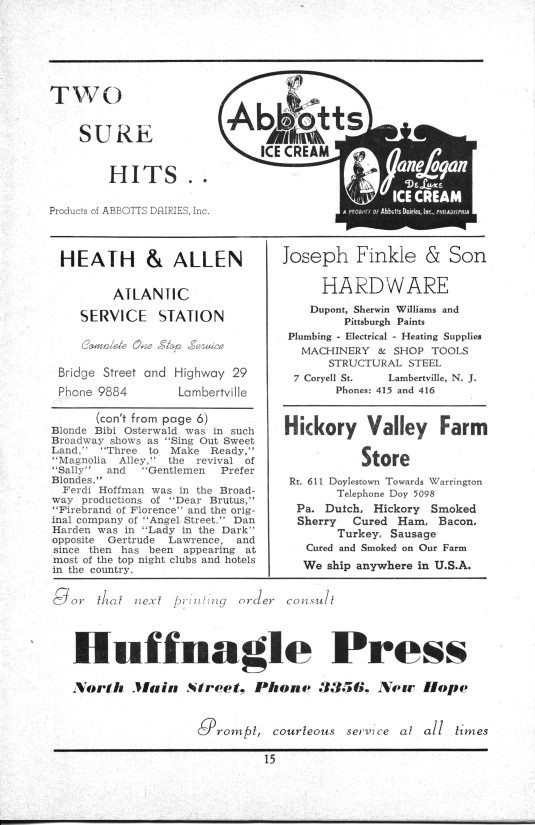 TWO
SURE
HITS . .
Products of ABBOTTS DAIRIES, Inc.
Abbotts
ICE CREAM
Jane Logan
De Luxe
ICE CREAM
A PRODUCT OF Abbotts Dairies, Inc., PHILADELPHIA
HEATH & ALLEN
ATLANTIC
SERVICE STATION
Complete One Stop Service
Bridge Street and Highway 29
Phone 9884 Lambertville
(con't from page 6)
Blonde Bibi Osterwald was in such
Broadway shows as "Sing Out Sweet
Land," "Three to Make Ready,"
"Magnolia Alley," the revival of
"Sally" and "Gentlemen Prefer
Blondes."
Ferdi Hoffman was in the Broad-
way productions of "Dear Brutus,"
"Firebrand of Florence" and the orig-
inal company of "Angel Street." Dan
Harden was in "Lady in the Dark"
opposite Gertrude Lawrence, and
since then has been appearing at
most of the top night clubs and hotels
in the country.
Joseph Finkle & Son
HARDWARE
Dupont, Sherwin Williams and
Pittsburgh Paints
Plumbing - Electrical - Heating Supplies
MACHINERY & SHOP TOOLS
STRUCTURAL STEEL
7 Coryell St. Lambertville, N. J.
Phones: 415 and 416
Hickory Valley Farm
Store
Rt. 611 Doylestown Towards Warrington
Telephone Doy 5098
Pa. Dutch, Hickory Smoked
Sherry Cured Ham, Bacon,
Turkey, Sausage
Cured and Smoked on Our Farm
We ship anywhere in U.S.A.
For that next printing order consult
Huffnagle Press
North Main Street, Phone 3356, New Hope
Prompt, courteous service at all times
15